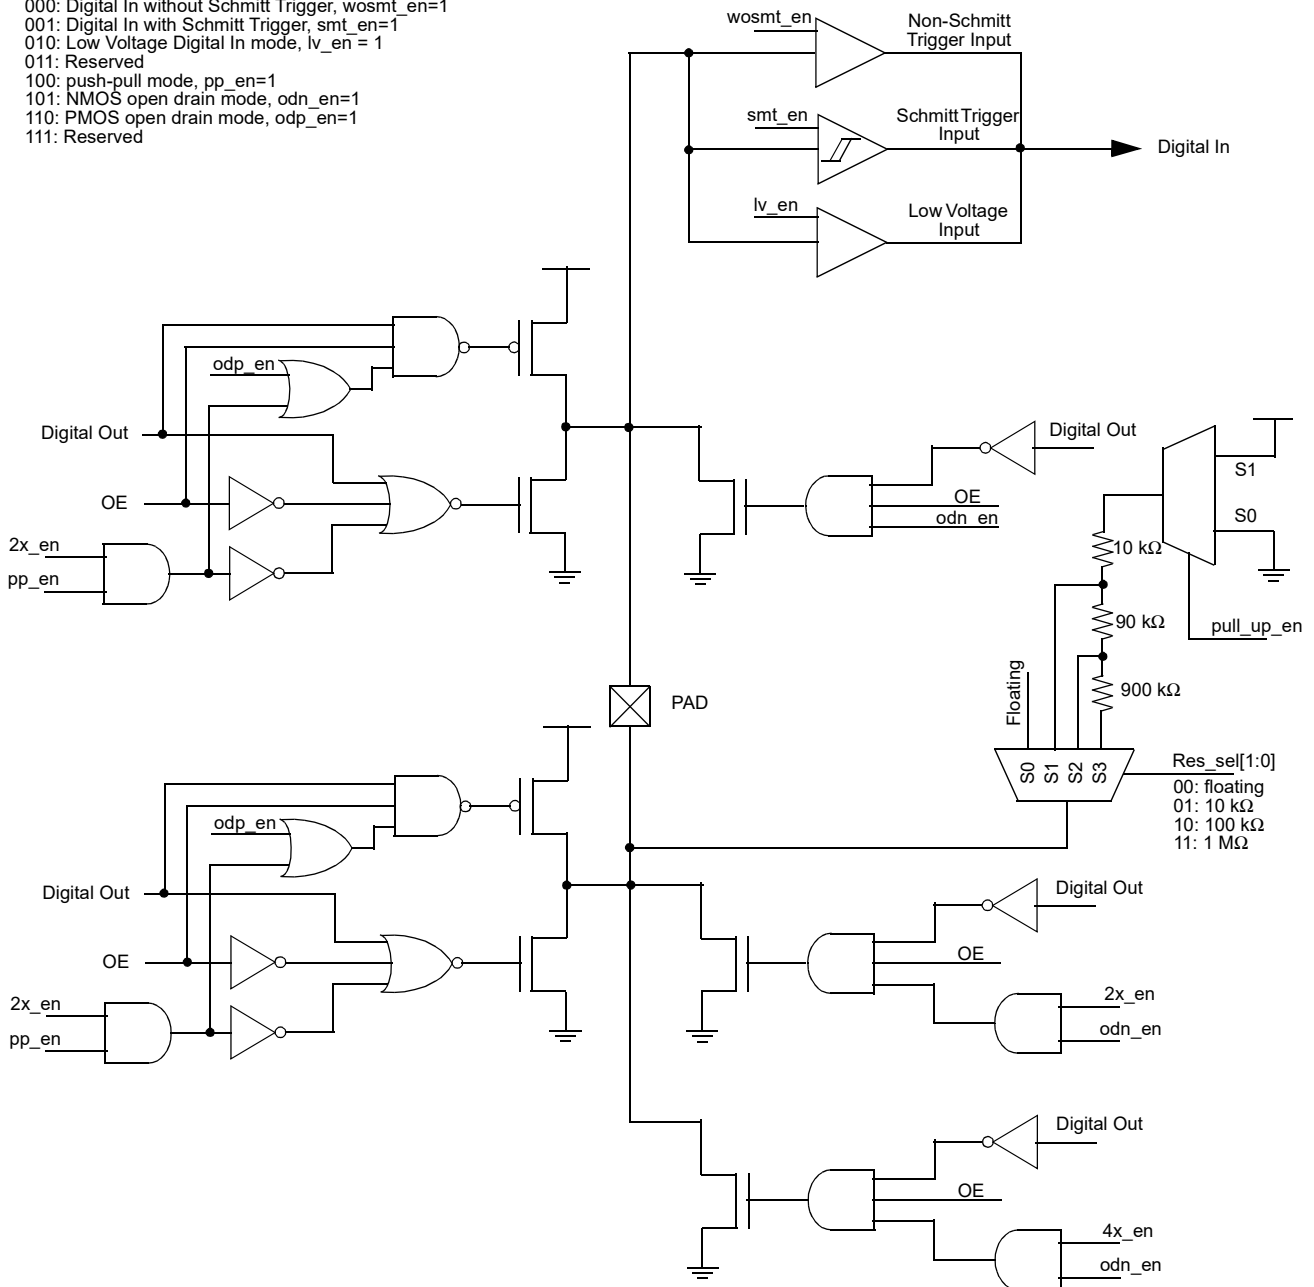 000: Digital In without Schmitt Trigger, wosmt_en=1
001: Digital In with Schmitt Trigger, smt_en=1
010: Low Voltage Digital In mode, lv_en = 1
011: Reserved
100: push-pull mode, pp_en=1
101: NMOS open drain mode, odn_en=1
110: PMOS open drain mode, odp_en=1
111: Reserved
wosmt_en
Non-Schmitt
Trigger Input
smt_en
Schmitt Trigger
Input
Digital In
lv_en
Low Voltage
Input
odp_en
Digital Out
OE
2x_en
pp_en
Digital Out
OE
odn_en
S1
S0
10 kΩ
90 kΩ
pull_up_en
900 kΩ
Floating
PAD
S0
S1
S2
S3
Res_sel[1:0]
00: floating
01: 10 kΩ
10: 100 kΩ
11: 1 MΩ
odp_en
Digital Out
OE
2x_en
pp_en
Digital Out
OE
2x_en
odn_en
Digital Out
OE
4x_en
odn_en